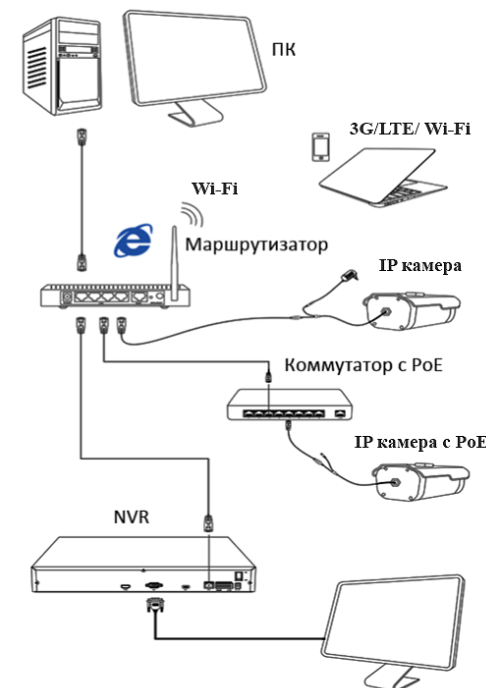 ПК
3G/LTE/ Wi-Fi
Wi-Fi
Маршрутизатор
IP камера
Коммутатор с PoE
IP камера с PoE
NVR